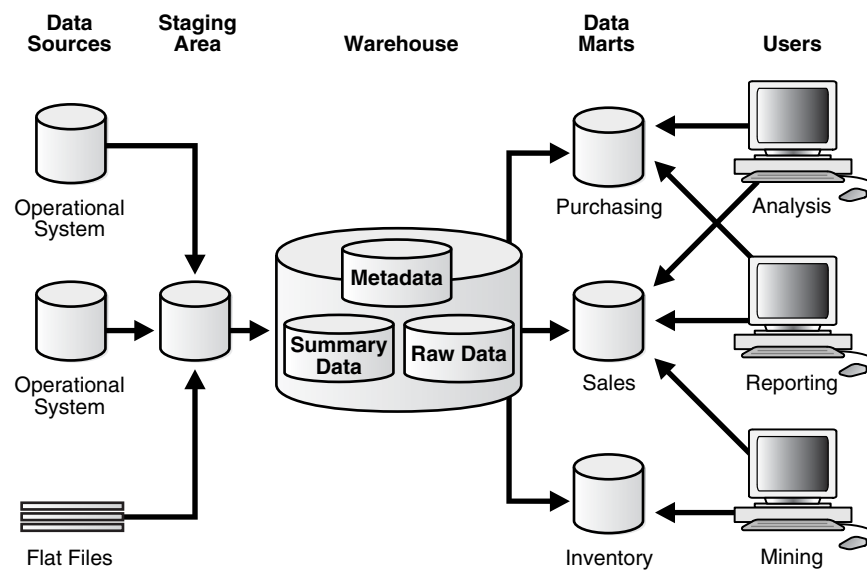 Data
Sources
Staging
Area
Warehouse
Data
Marts
Users
Operational
System
Purchasing
Analysis
Metadata
Summary
Data
Raw Data
Operational
System
Sales
Reporting
Flat Files
Inventory
Mining